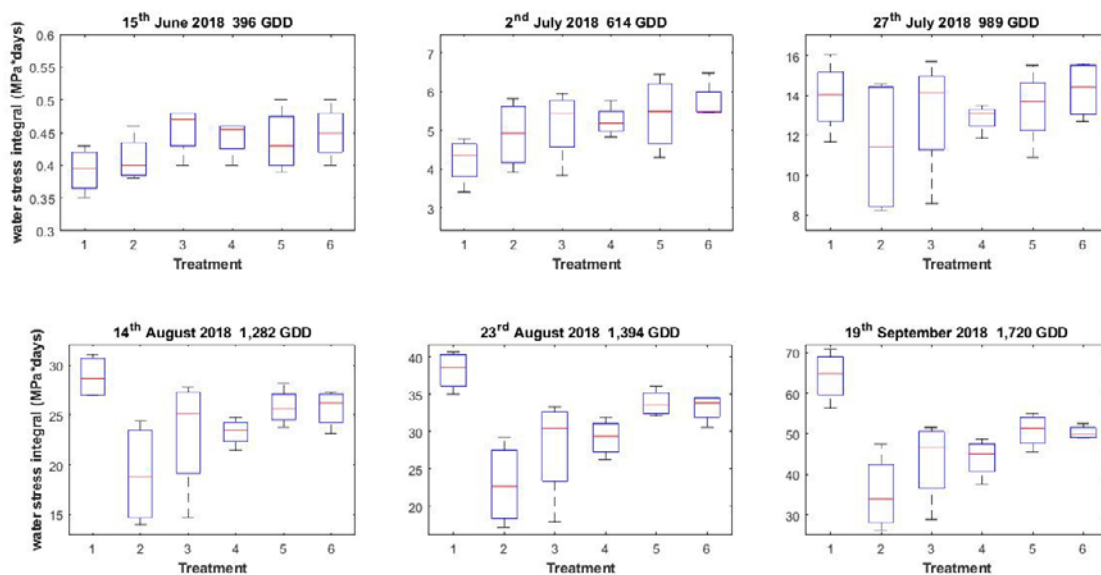 15th June 2018 396 GDD
water stress integral (MPa*days)
0.6
0.55
0.5
0.45
0.4
0.35
0.3
1 2 3 4 5 6
Treatment
2nd July 2018 614 GDD
7
6
5
4
3
1 2 3 4 5 6
Treatment
27th July 2018 989 GDD
16
14
12
10
8
1 2 3 4 5 6
Treatment
14th August 2018 1,282 GDD
water stress integral (MPa*days)
30
25
20
15
1 2 3 4 5 6
Treatment
23rd August 2018 1,394 GDD
40
35
30
25
20
1 2 3 4 5 6
Treatment
19th September 2018 1,720 GDD
70
60
50
40
30
1 2 3 4 5 6
Treatment